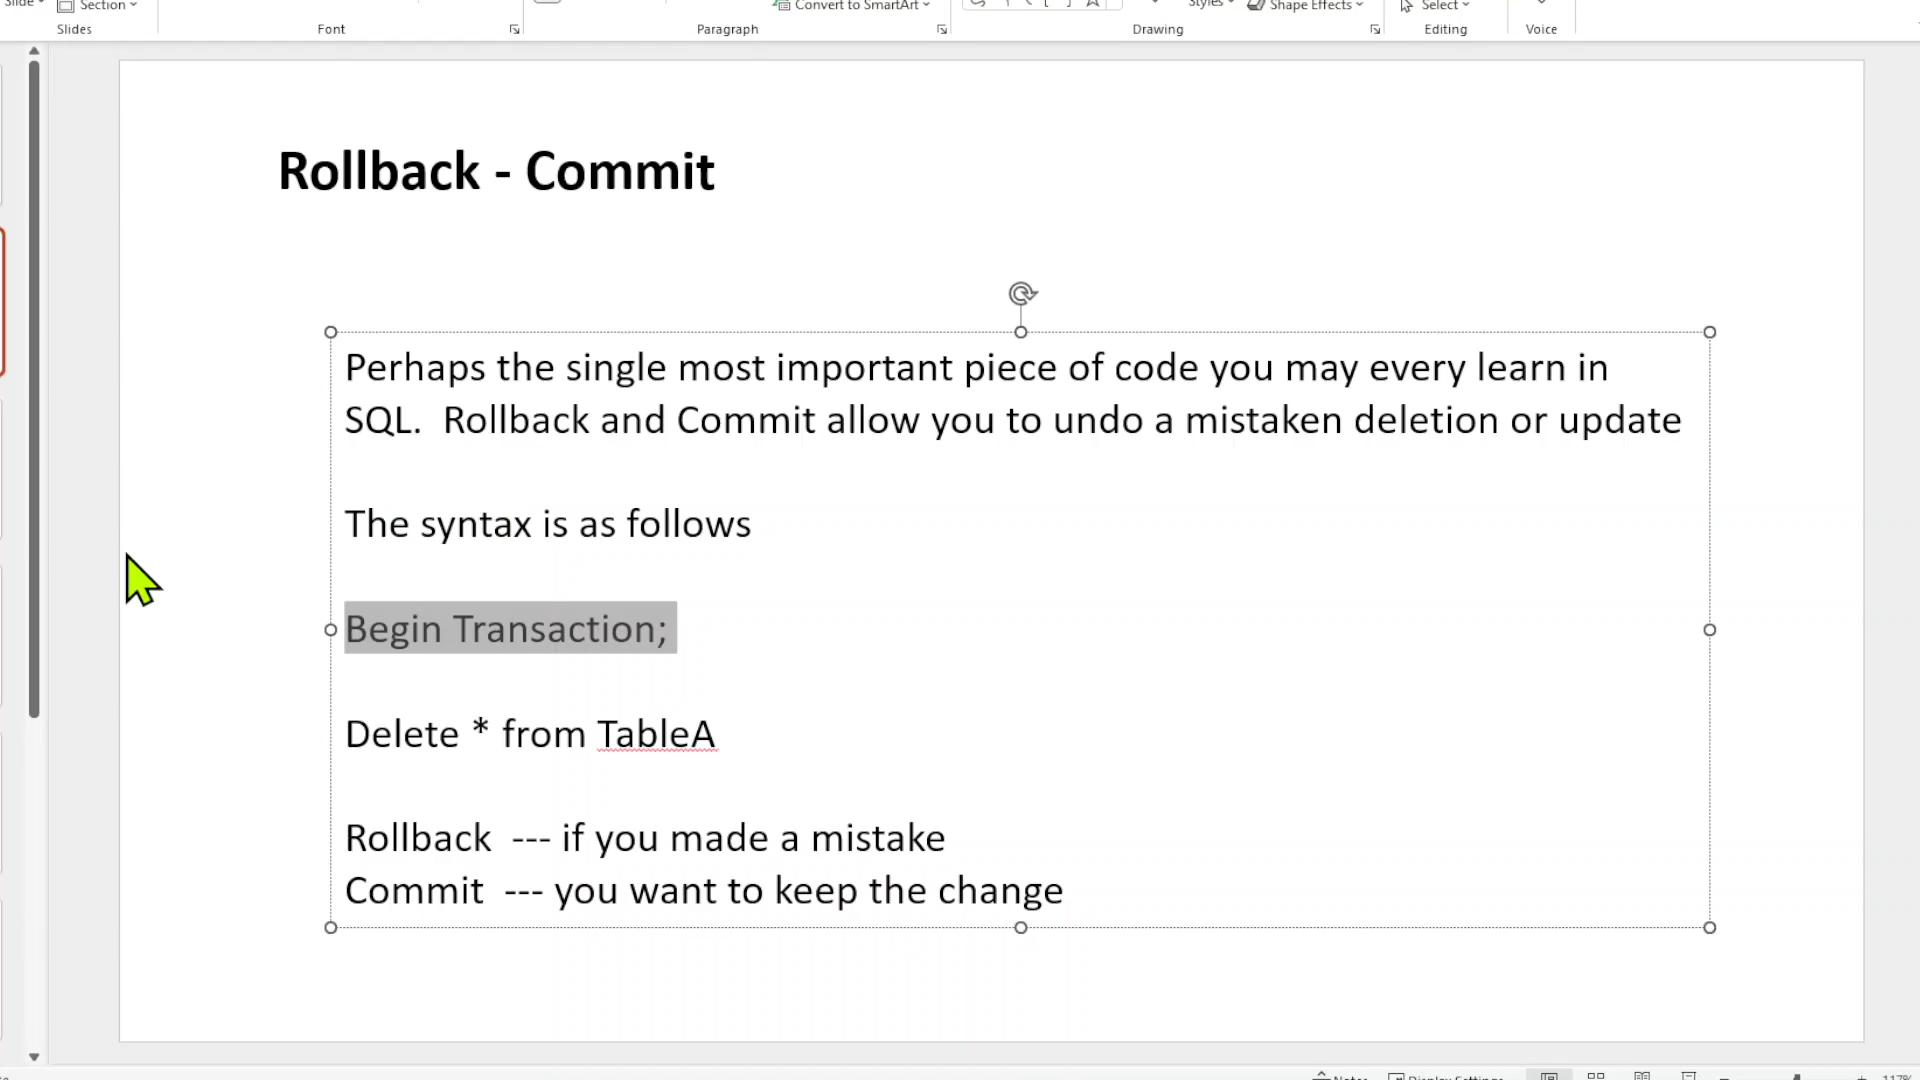 Section
Slides
Font
Convert to SmartArt
Paragraph
Shape Effects
Drawing
Select
Editing
Voice
Rollback - Commit
Perhaps the single most important piece of code you may every learn in
SQL.  Rollback and Commit allow you to undo a mistaken deletion or update
The syntax is as follows
Begin Transaction;
Delete * from TableA
Rollback  --- if you made a mistake
Commit  --- you want to keep the change